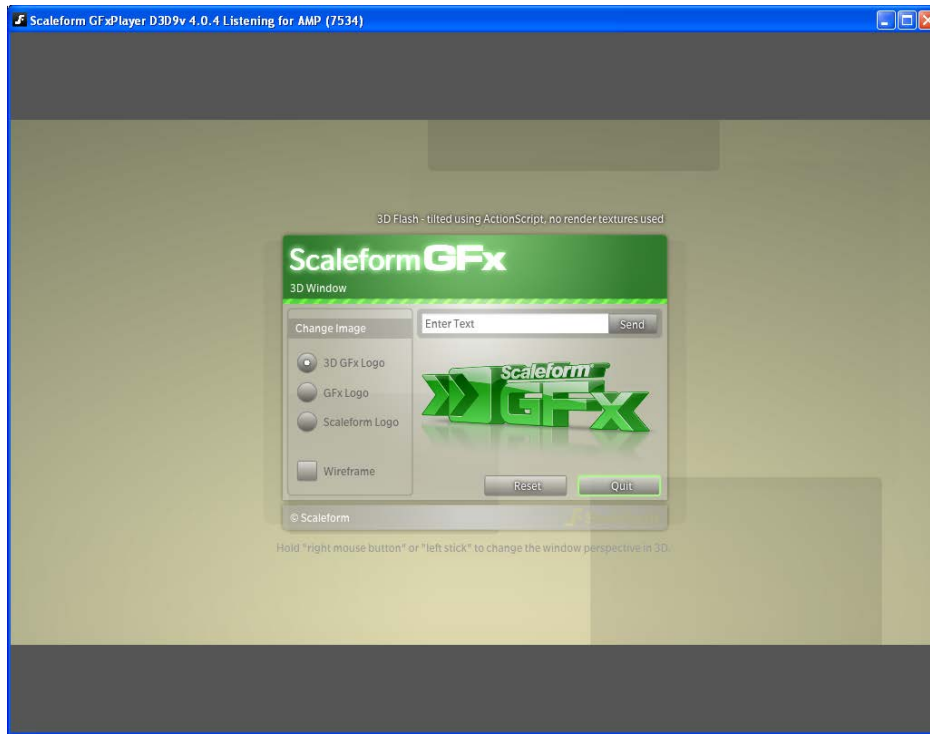 Scaleform GFxPlayer D3D9v 4.0.4 Listening for AMP (7534)
3D Flash - tilted using ActionScript, no render textures used
Scaleform GFx
3D Window
Change Image
Enter Text
Send
3D GFx Logo
GFx Logo
Scaleform Logo
Wireframe
Scaleform
GFx
Reset
Quit
© Scaleform
Hold "right mouse button" or "left stick" to change the window perspective in 3D.